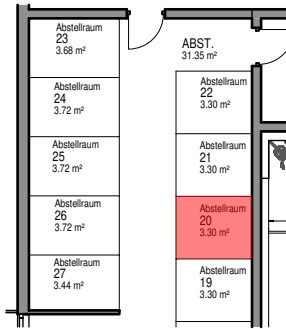 Abstellraum
23
3.68 m²
Abstellraum
24
3.72 m²
Abstellraum
25
3.72 m²
Abstellraum
26
3.72 m²
Abstellraum
27
3.44 m²
ABST.
31.35 m²
Abstellraum
22
3.30 m²
Abstellraum
21
3.30 m²
Abstellraum
20
3.30 m²
Abstellraum
19
3.30 m²